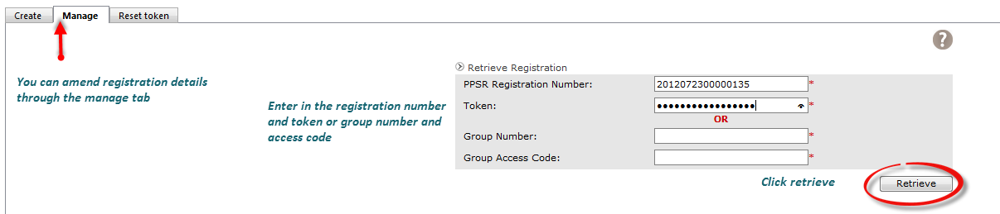 Create Manage Reset token
?
You can amend registration details
through the manage tab
Enter in the registration number
and token or group number and
access code
Retrieve Registration
PPSR Registration Number: 2012072300000135 *
Token: ••••••••••••••••• *
OR
Group Number: *
Group Access Code: *
Click retrieve Retrieve